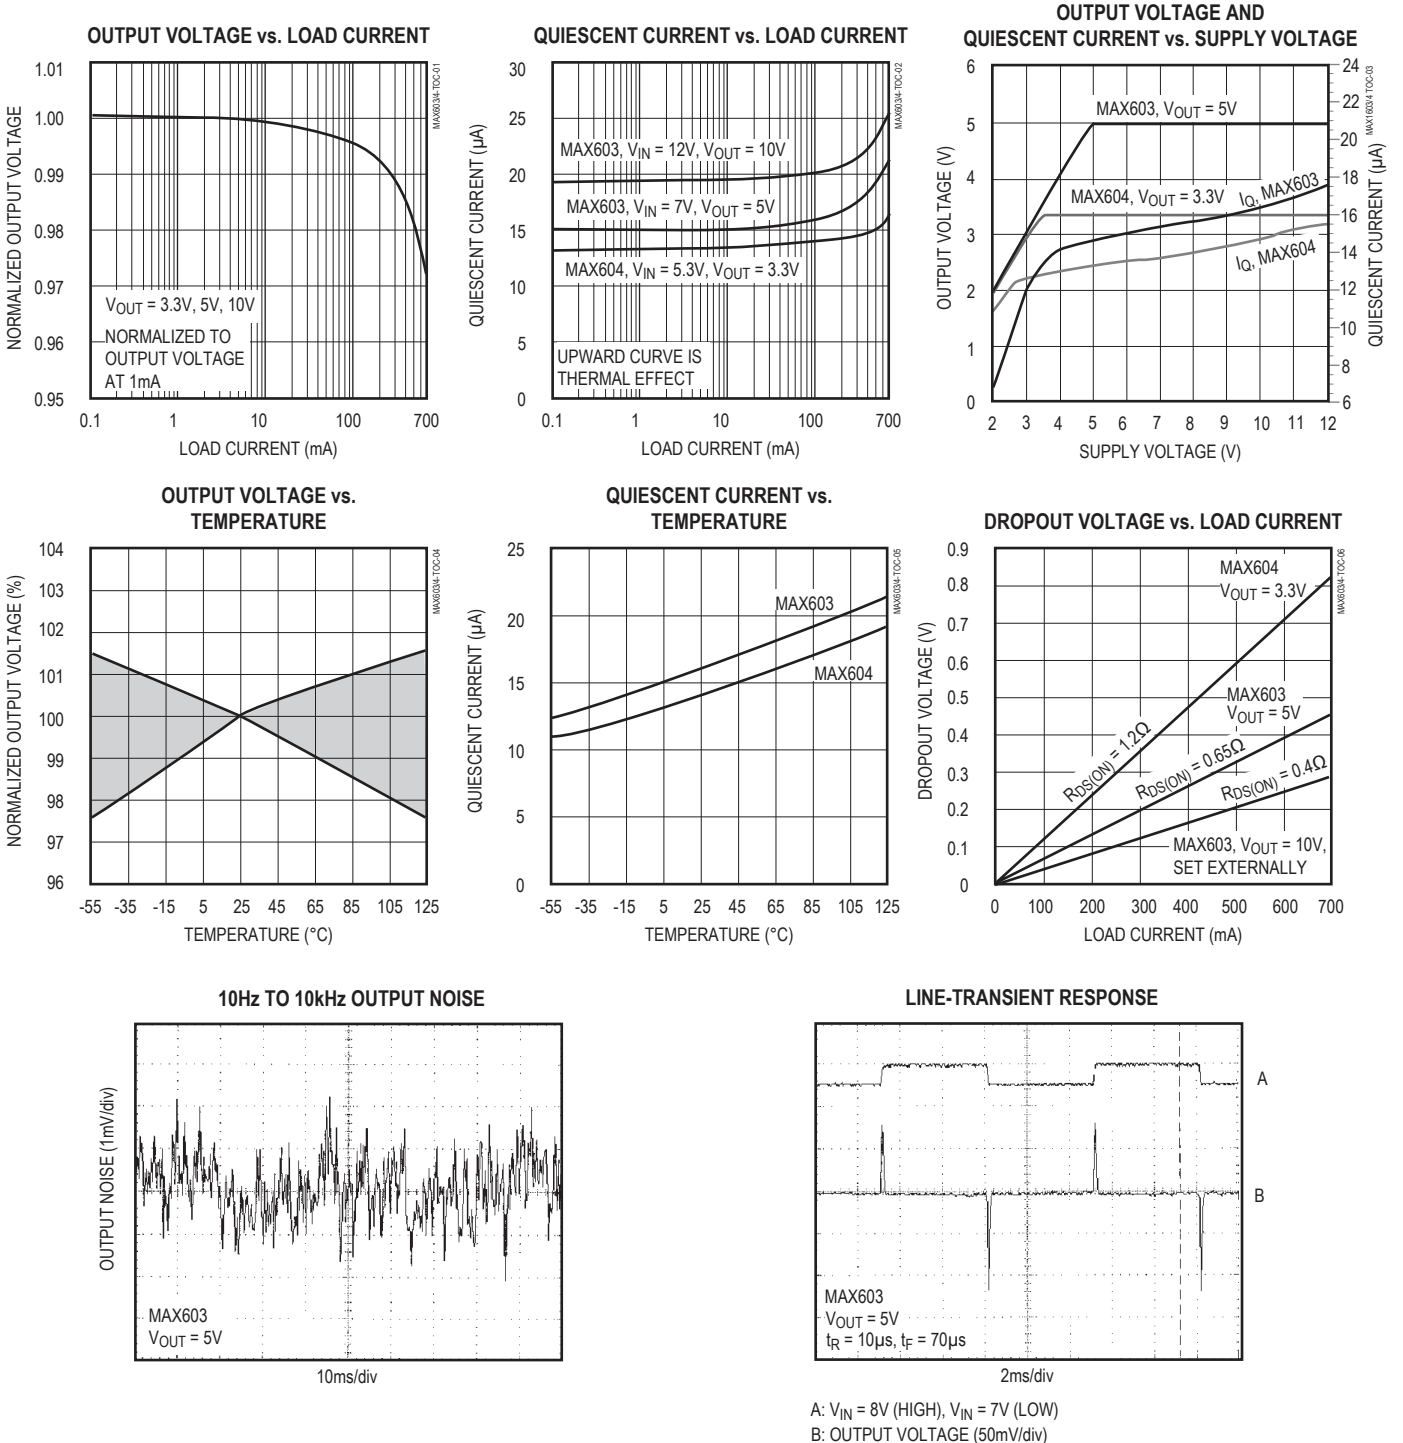 OUTPUT VOLTAGE vs. LOAD CURRENT
1.01
1.00
0.99
0.98
0.97
0.96
0.95
NORMALIZED OUTPUT VOLTAGE
MAX603/4-TOC-01
VOUT = 3.3V, 5V, 10V
NORMALIZED TO
OUTPUT VOLTAGE
AT 1mA
0.1 1 10 100 700
LOAD CURRENT (mA)
QUIESCENT CURRENT vs. LOAD CURRENT
30
25
20
15
10
5
0
QUIESCENT CURRENT (µA)
MAX603/4-TOC-02
MAX603, VIN = 12V, VOUT = 10V
MAX603, VIN = 7V, VOUT = 5V
MAX604, VIN = 5.3V, VOUT = 3.3V
UPWARD CURVE IS
THERMAL EFFECT
0.1 1 10 100 700
LOAD CURRENT (mA)
OUTPUT VOLTAGE AND
QUIESCENT CURRENT vs. SUPPLY VOLTAGE
6
5
4
3
2
1
0
OUTPUT VOLTAGE (V)
MAX603, VOUT = 5V
MAX604, VOUT = 3.3V
IQ, MAX603
IQ, MAX604
24
22
20
18
16
14
12
10
8
6
QUIESCENT CURRENT (µA)
MAX1603/4 TOC-03
2 3 4 5 6 7 8 9 10 11 12
SUPPLY VOLTAGE (V)
OUTPUT VOLTAGE vs.
TEMPERATURE
104
103
102
101
100
99
98
97
96
NORMALIZED OUTPUT VOLTAGE (%)
MAX603/4-TOC-04
-55 -35 -15 5 25 45 65 85 105 125
TEMPERATURE (°C)
QUIESCENT CURRENT vs.
TEMPERATURE
25
20
15
10
5
0
QUIESCENT CURRENT (µA)
MAX603/4-TOC-05
MAX603
MAX604
-55 -35 -15 5 25 45 65 85 105 125
TEMPERATURE (°C)
DROPOUT VOLTAGE vs. LOAD CURRENT
0.9
0.8
0.7
0.6
0.5
0.4
0.3
0.2
0.1
0
DROPOUT VOLTAGE (V)
MAX603/4-TOC-06
MAX604
VOUT = 3.3V
MAX603
VOUT = 5V
RDS(ON) = 1.2Ω
RDS(ON) = 0.65Ω
RDS(ON) = 0.4Ω
MAX603, VOUT = 10V,
SET EXTERNALLY
0 100 200 300 400 500 600 700
LOAD CURRENT (mA)
10Hz TO 10kHz OUTPUT NOISE
OUTPUT NOISE (1mV/div)
MAX603
VOUT = 5V
10ms/div
LINE-TRANSIENT RESPONSE
A
B
MAX603
VOUT = 5V
tR = 10µs, tF = 70µs
2ms/div
A: VIN = 8V (HIGH), VIN = 7V (LOW)
B: OUTPUT VOLTAGE (50mV/div)